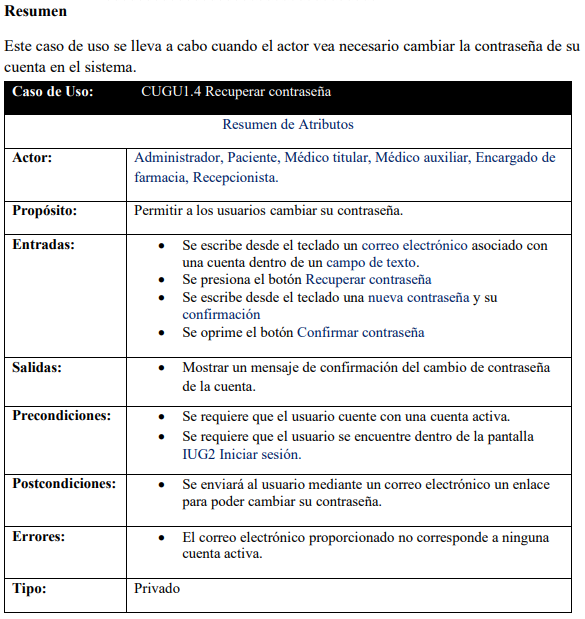 Resumen
Este caso de uso se lleva a cabo cuando el actor vea necesario cambiar la contraseña de su
cuenta en el sistema.
Caso de Uso: CUGU1.4 Recuperar contraseña
Resumen de Atributos
Actor: Administrador, Paciente, Médico titular, Médico auxiliar, Encargado de
farmacia, Recepcionista.
Propósito: Permitir a los usuarios cambiar su contraseña.
Entradas: • Se escribe desde el teclado un correo electrónico asociado con
una cuenta dentro de un campo de texto.
• Se presiona el botón Recuperar contraseña
• Se escribe desde el teclado una nueva contraseña y su
confirmación
• Se oprime el botón Confirmar contraseña
Salidas: • Mostrar un mensaje de confirmación del cambio de contraseña
de la cuenta.
Precondiciones: • Se requiere que el usuario cuente con una cuenta activa.
• Se requiere que el usuario se encuentre dentro de la pantalla
IUG2 Iniciar sesión.
Postcondiciones: • Se enviará al usuario mediante un correo electrónico un enlace
para poder cambiar su contraseña.
Errores: • El correo electrónico proporcionado no corresponde a ninguna
cuenta activa.
Tipo: Privado